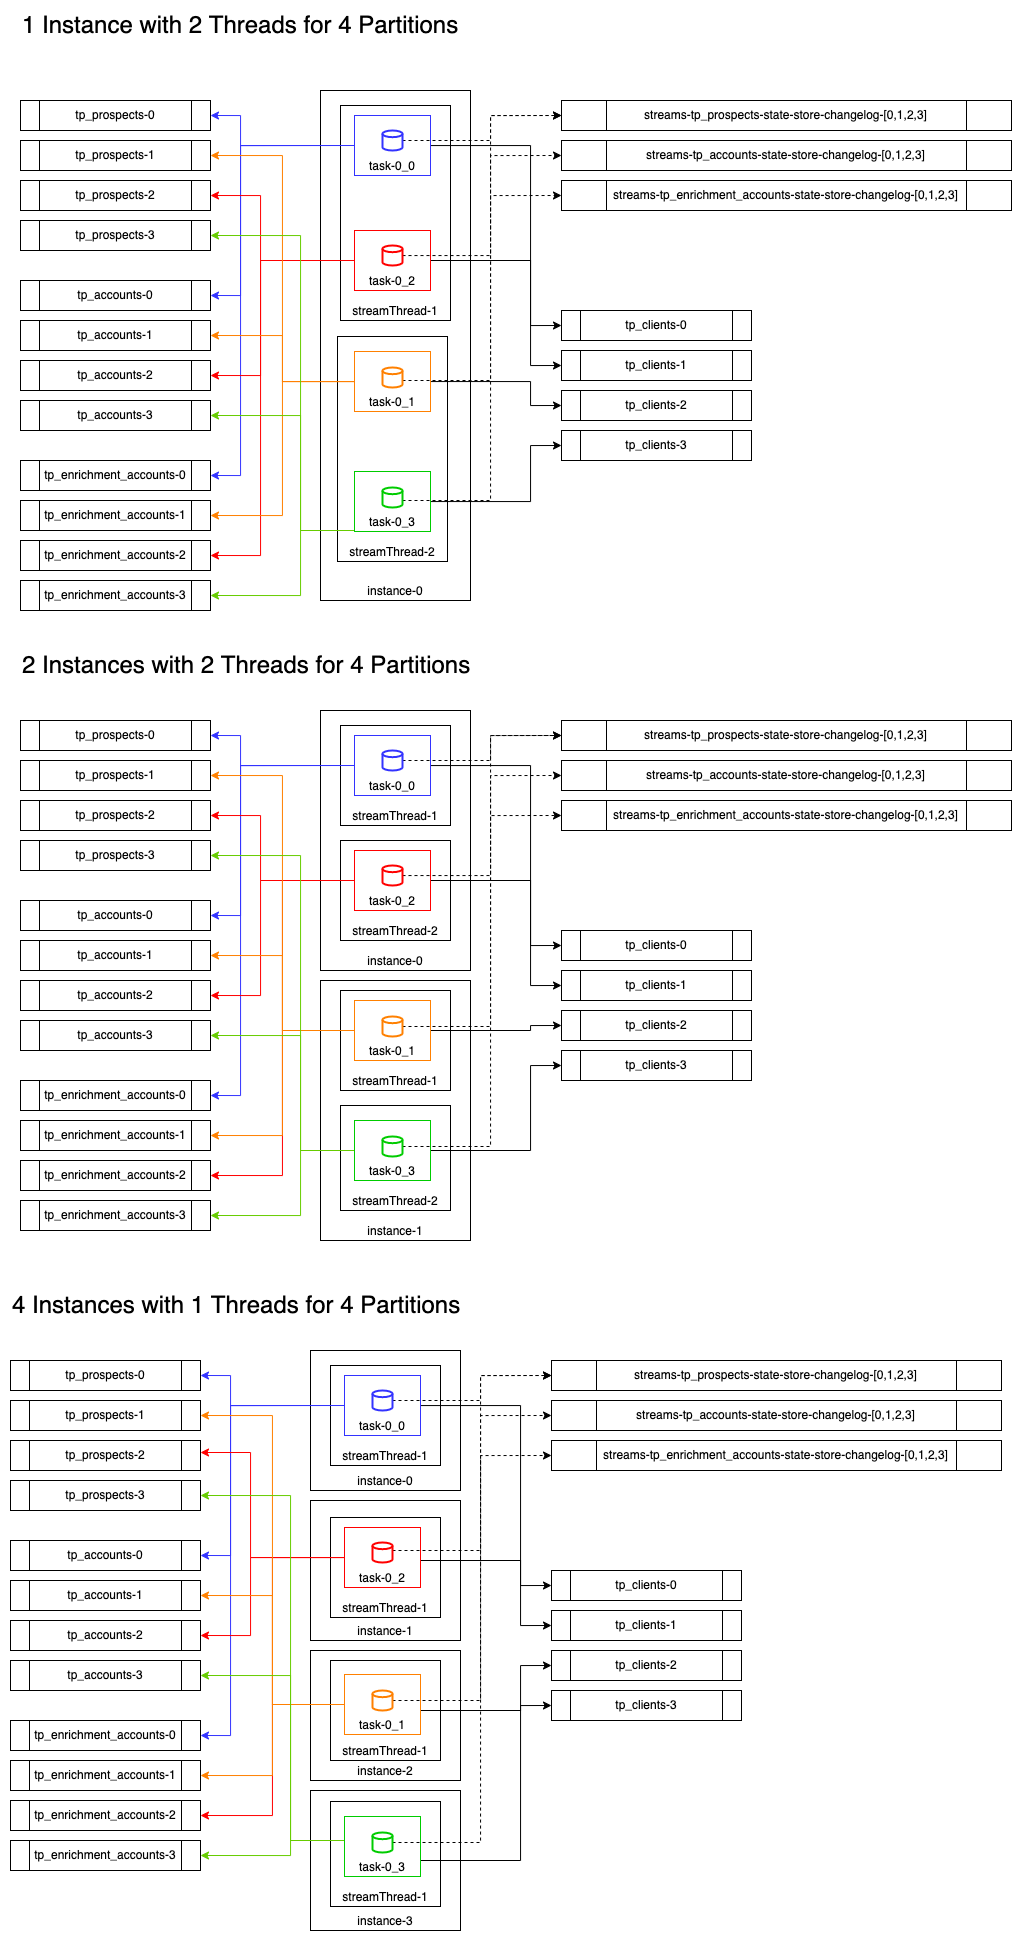 1 Instance with 2 Threads for 4 Partitions
tp_prospects-0
tp_prospects-1
tp_prospects-2
tp_prospects-3
tp_accounts-0
tp_accounts-1
tp_accounts-2
tp_accounts-3
tp_enrichment_accounts-0
tp_enrichment_accounts-1
tp_enrichment_accounts-2
tp_enrichment_accounts-3
task-0_0
task-0_2
streamThread-1
task-0_1
task-0_3
streamThread-2
instance-0
streams-tp_prospects-state-store-changelog-[0,1,2,3]
streams-tp_accounts-state-store-changelog-[0,1,2,3]
streams-tp_enrichment_accounts-state-store-changelog-[0,1,2,3]
tp_clients-0
tp_clients-1
tp_clients-2
tp_clients-3
2 Instances with 2 Threads for 4 Partitions
tp_prospects-0
tp_prospects-1
tp_prospects-2
tp_prospects-3
tp_accounts-0
tp_accounts-1
tp_accounts-2
tp_accounts-3
tp_enrichment_accounts-0
tp_enrichment_accounts-1
tp_enrichment_accounts-2
tp_enrichment_accounts-3
task-0_0
streamThread-1
task-0_2
streamThread-2
instance-0
task-0_1
streamThread-1
task-0_3
streamThread-2
instance-1
streams-tp_prospects-state-store-changelog-[0,1,2,3]
streams-tp_accounts-state-store-changelog-[0,1,2,3]
streams-tp_enrichment_accounts-state-store-changelog-[0,1,2,3]
tp_clients-0
tp_clients-1
tp_clients-2
tp_clients-3
4 Instances with 1 Threads for 4 Partitions
tp_prospects-0
tp_prospects-1
tp_prospects-2
tp_prospects-3
tp_accounts-0
tp_accounts-1
tp_accounts-2
tp_accounts-3
tp_enrichment_accounts-0
tp_enrichment_accounts-1
tp_enrichment_accounts-2
tp_enrichment_accounts-3
task-0_0
streamThread-1
instance-0
task-0_2
streamThread-1
instance-1
task-0_1
streamThread-1
instance-2
task-0_3
streamThread-1
instance-3
streams-tp_prospects-state-store-changelog-[0,1,2,3]
streams-tp_accounts-state-store-changelog-[0,1,2,3]
streams-tp_enrichment_accounts-state-store-changelog-[0,1,2,3]
tp_clients-0
tp_clients-1
tp_clients-2
tp_clients-3